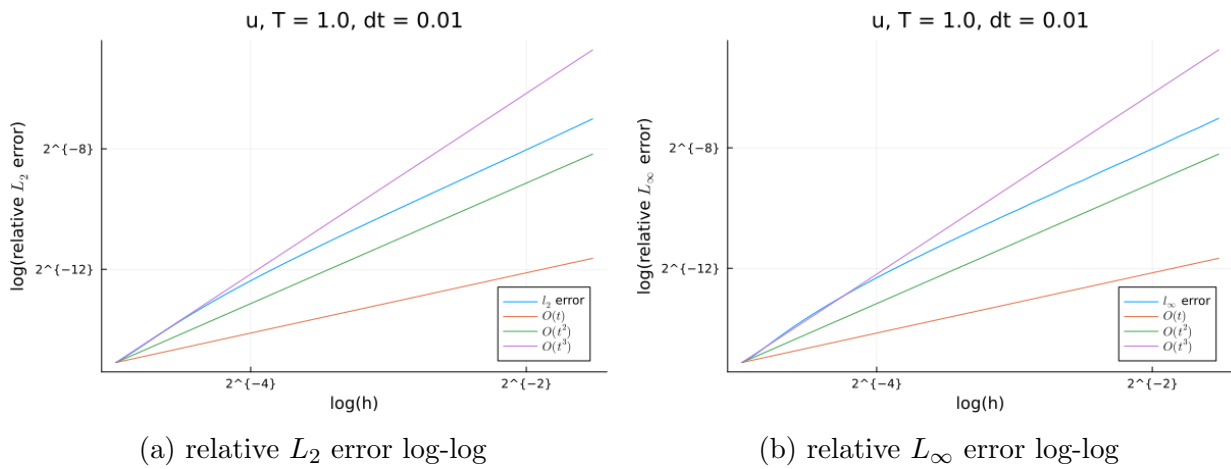 u, T = 1.0, dt = 0.01
log(relative L₂ error)
2^{−8}
2^{−12}
l₂ error
O(t)
O(t²)
O(t³)
2^{−4}
2^{−2}
log(h)
(a) relative L₂ error log-log
u, T = 1.0, dt = 0.01
log(relative L∞ error)
2^{−8}
2^{−12}
l∞ error
O(t)
O(t²)
O(t³)
2^{−4}
2^{−2}
log(h)
(b) relative L∞ error log-log